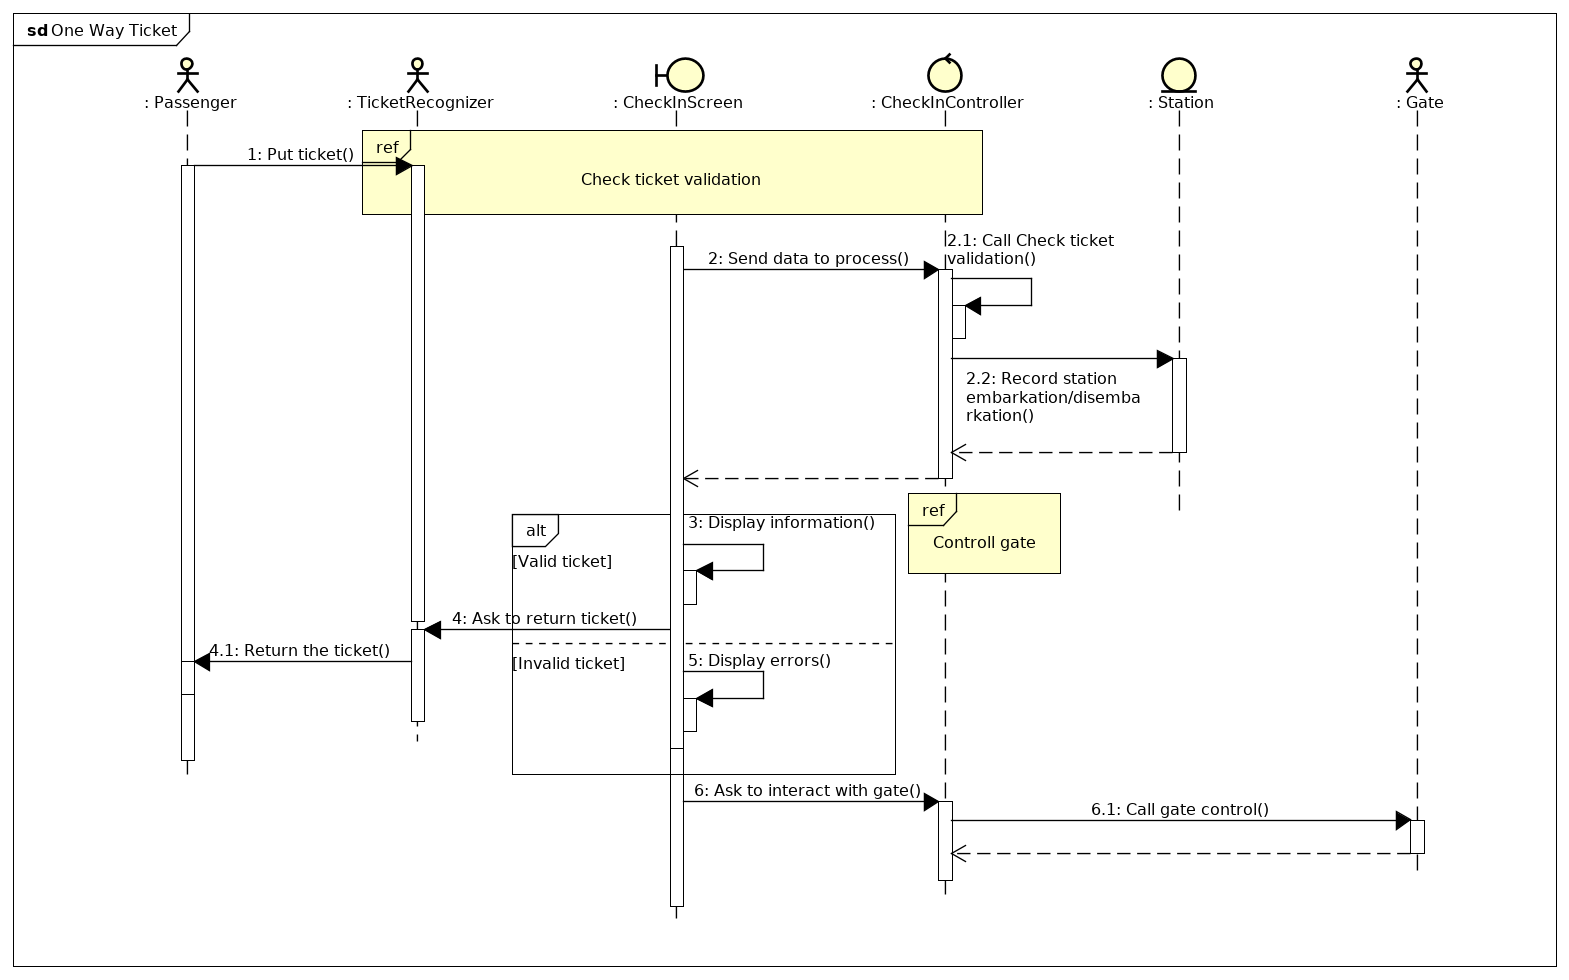 sd One Way Ticket
: Passenger
: TicketRecognizer
: CheckInScreen
: CheckInController
: Station
: Gate
ref
1: Put ticket()
Check ticket validation
2.1: Call Check ticket
validation()
2: Send data to process()
2.2: Record station
embarkation/disemba
rkation()
ref
Controll gate
alt
3: Display information()
[Valid ticket]
4: Ask to return ticket()
4.1: Return the ticket()
[Invalid ticket]
5: Display errors()
6: Ask to interact with gate()
6.1: Call gate control()